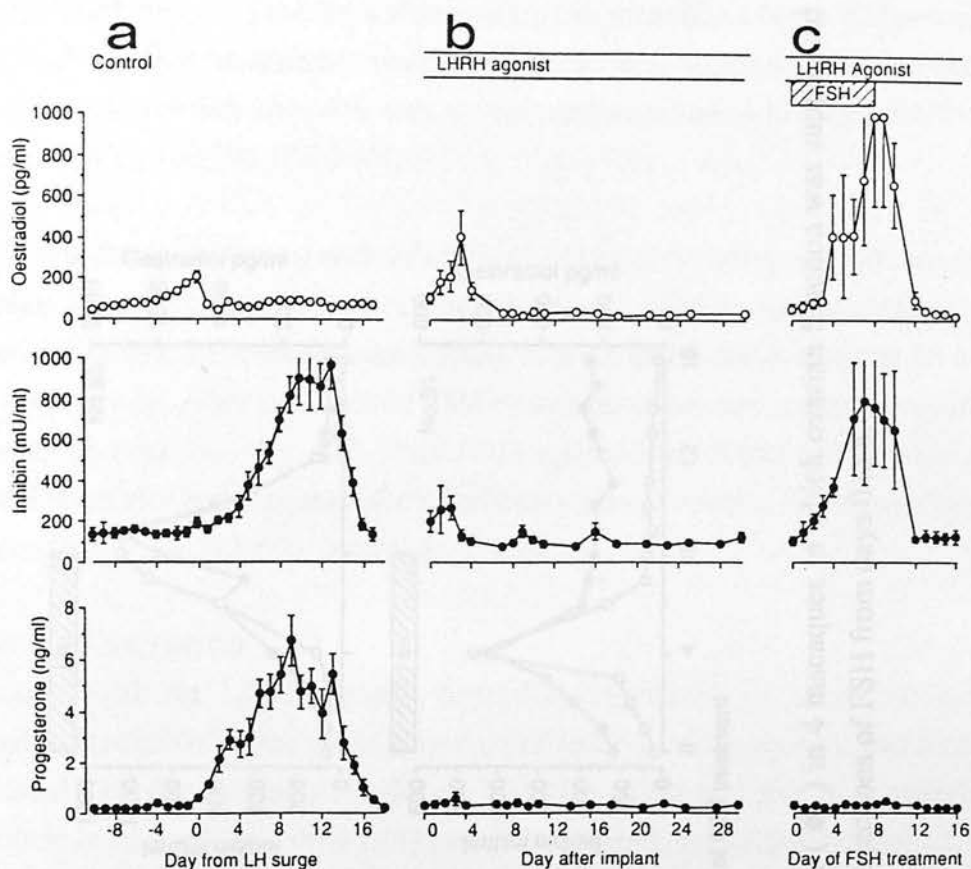 a
b
c
Control
LHRH agonist
LHRH Agonist
FSH
Oestradiol (pg/ml)
1000
800
600
400
200
0
Inhibin (mU/ml)
1000
800
600
400
200
0
Progesterone (ng/ml)
8
6
4
2
0
-8
-4
0
4
8
12
16
0
4
8
12
16
20
24
28
0
4
8
12
16
Day from LH surge
Day after implant
Day of FSH treatment